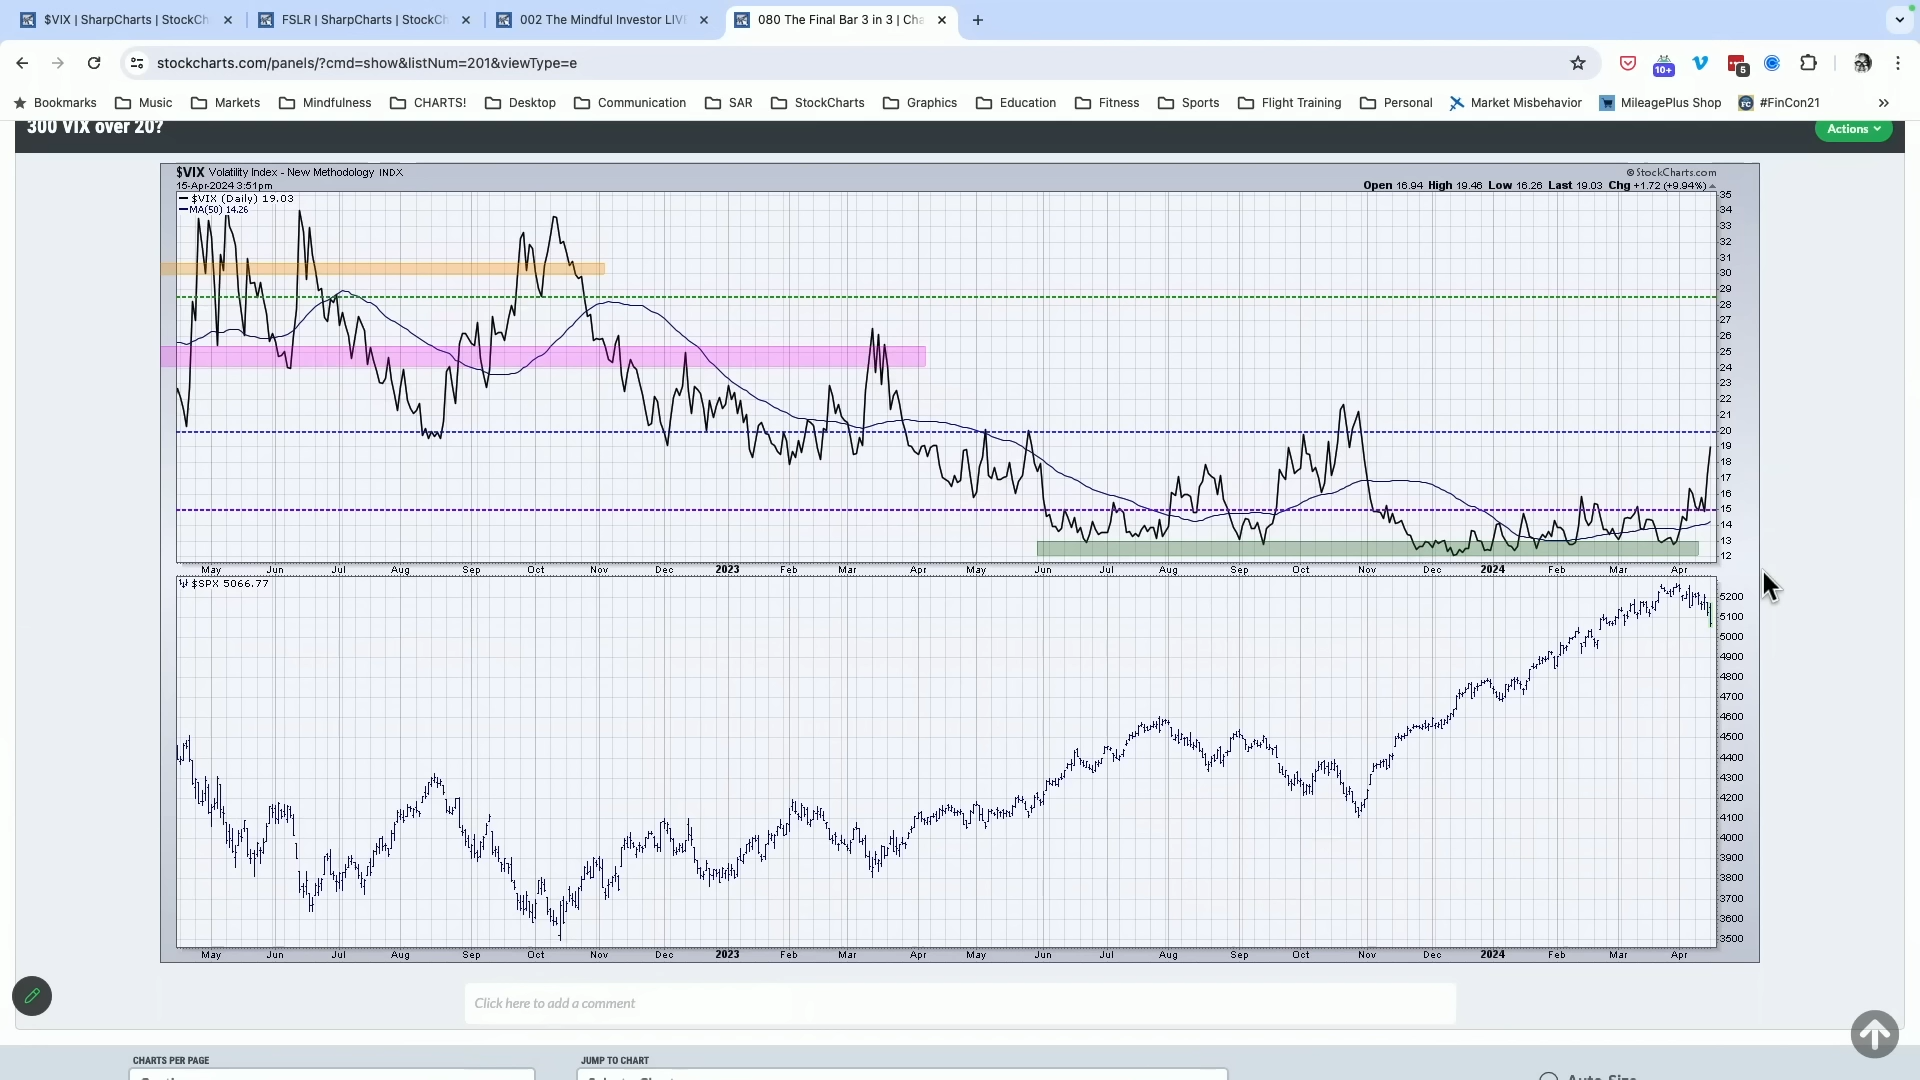 $VIX | SharpCharts | StockCh
FSLR | SharpCharts | StockCh
002 The Mindful Investor LIVE
080 The Final Bar 3 in 3 | Cha
stockcharts.com/panels/?cmd=show&listNum=201&viewType=e
10+
5
Bookmarks Music Markets Mindfulness CHARTS! Desktop Communication SAR StockCharts Graphics Education Fitness Sports Flight Training Personal Market Misbehavior MileagePlus Shop #FinCon21 »
300 VIX over 20?
Actions
$VIX Volatility Index - New Methodology INDX
© StockCharts.com
15-Apr-2024 3:51pm
Open 16.94 High 19.46 Low 16.26 Last 19.03 Chg +1.72 (+9.94%)
$VIX (Daily) 19.03
MA(50) 14.26
35
34
33
32
31
30
29
28
27
26
25
24
23
22
21
20
19
18
17
16
15
14
13
12
May Jun Jul Aug Sep Oct Nov Dec 2023 Feb Mar Apr May Jun Jul Aug Sep Oct Nov Dec 2024 Feb Mar Apr
$SPX 5066.77
5200
5100
5000
4900
4800
4700
4600
4500
4400
4300
4200
4100
4000
3900
3800
3700
3600
3500
May Jun Jul Aug Sep Oct Nov Dec 2023 Feb Mar Apr May Jun Jul Aug Sep Oct Nov Dec 2024 Feb Mar Apr
Click here to add a comment
CHARTS PER PAGE
JUMP TO CHART
Auto-Size